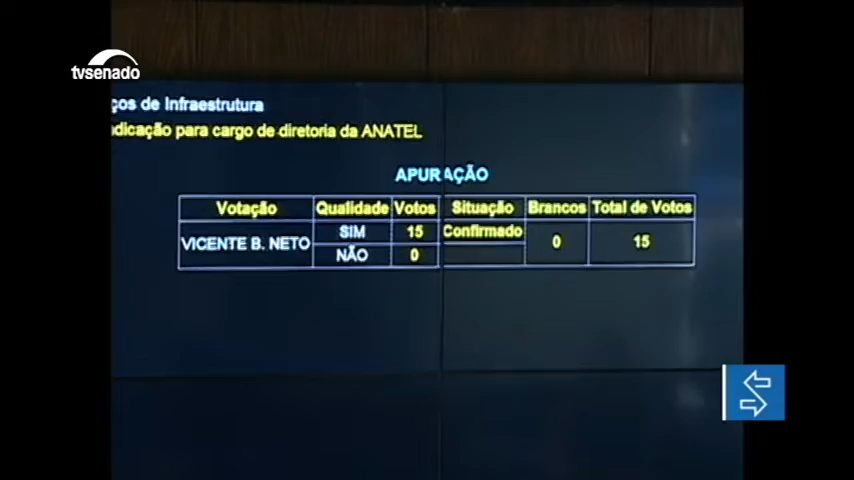 tvsenado
ços de Infraestrutura
ndicação para cargo de diretoria da ANATEL
APURAÇÃO
Votação Qualidade Votos Situação Brancos Total de Votos
VICENTE B. NETO SIM 15 Confirmado 0 15
NÃO 0